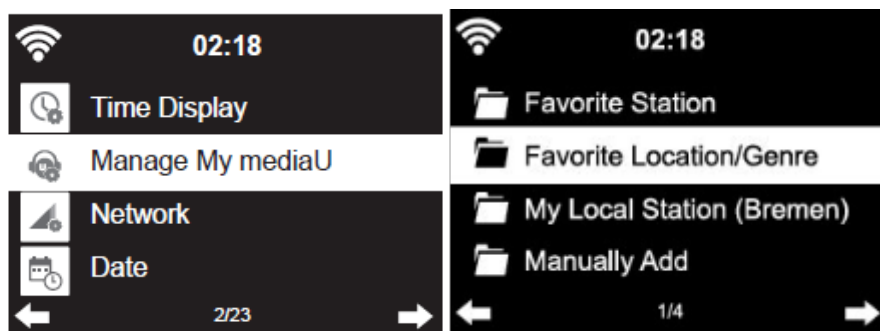 02:18
Time Display
Manage My mediaU
Network
Date
2/23
02:18
Favorite Station
Favorite Location/Genre
My Local Station (Bremen)
Manually Add
1/4